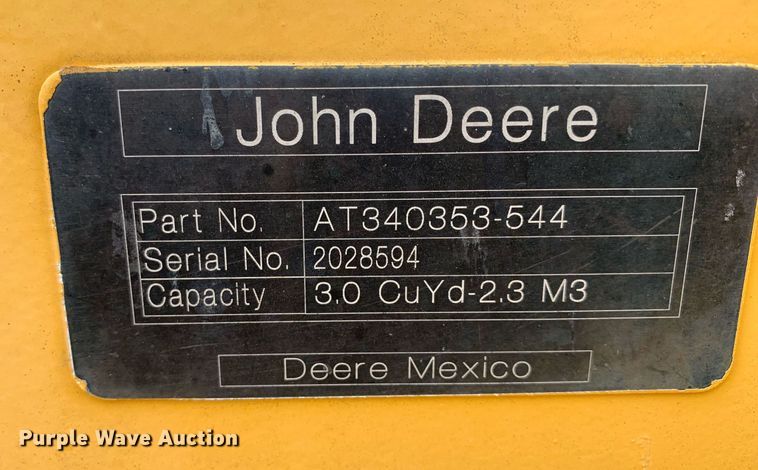 John Deere
Part No. AT340353-544
Serial No. 2028594
Capacity 3.0 CuYd-2.3 M3
Deere Mexico
Purple Wave Auction